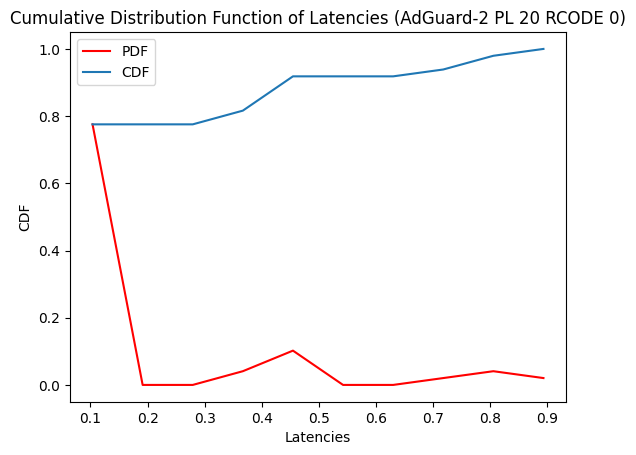 Cumulative Distribution Function of Latencies (AdGuard-2 PL 20 RCODE 0)
PDF
CDF
1.0
0.8
0.6
0.4
0.2
0.0
CDF
0.1 0.2 0.3 0.4 0.5 0.6 0.7 0.8 0.9
Latencies